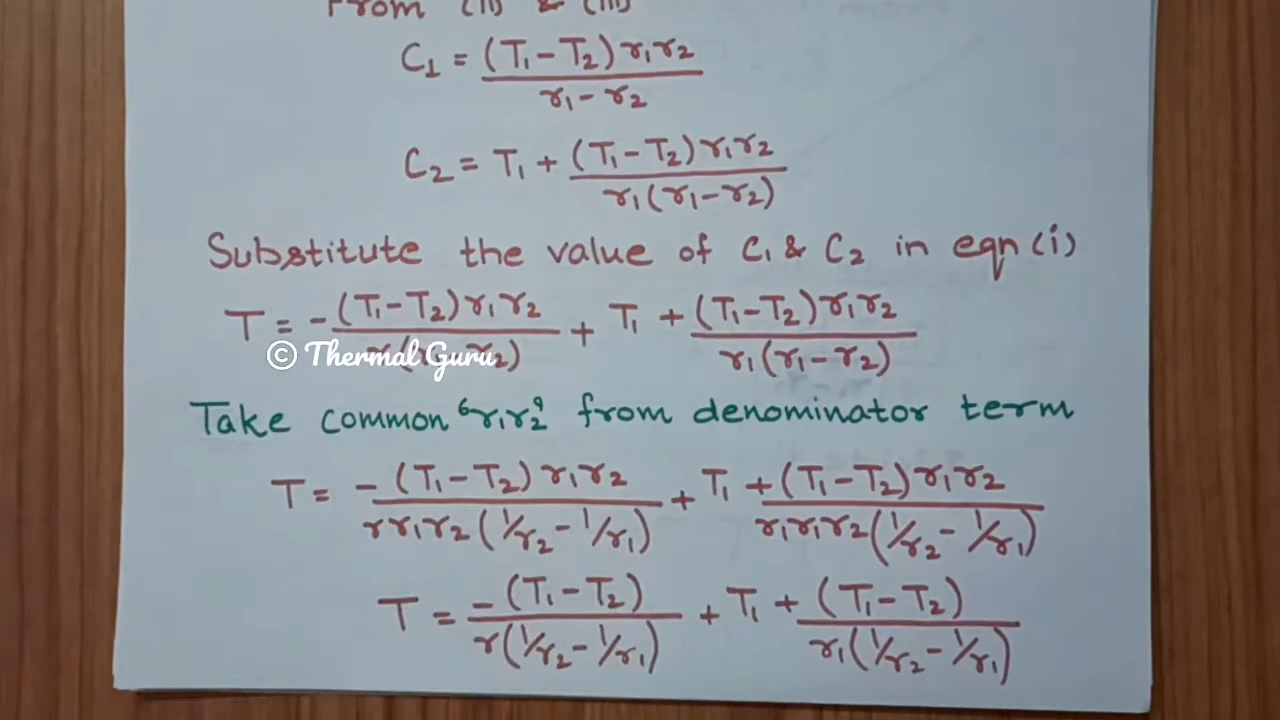 From (ii) & (iii)
C₁ = (T₁-T₂) r₁r₂ / r₁-r₂
C₂ = T₁ + (T₁-T₂) r₁r₂ / r₁(r₁-r₂)
Substitute the value of C₁ & C₂ in eqn (i)
T = -(T₁-T₂) r₁r₂ / r(r₁-r₂) + T₁ + (T₁-T₂) r₁r₂ / r₁(r₁-r₂)
© Thermal Guru
Take common "r₁r₂" from denominator term
T = -(T₁-T₂) r₁r₂ / r r₁r₂ (1/r₂ - 1/r₁) + T₁ + (T₁-T₂) r₁r₂ / r₁r₁r₂ (1/r₂ - 1/r₁)
T = -(T₁-T₂) / r(1/r₂ - 1/r₁) + T₁ + (T₁-T₂) / r₁(1/r₂ - 1/r₁)